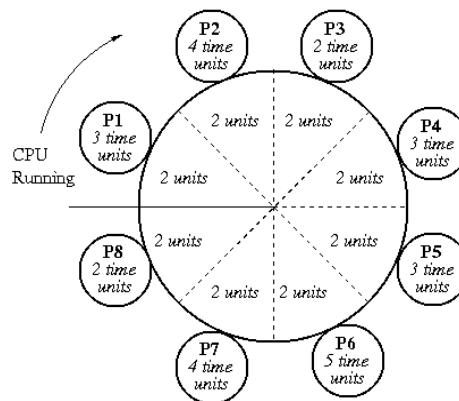 P1
3 time
units
P2
4 time
units
P3
2 time
units
P4
3 time
units
P5
3 time
units
P6
5 time
units
P7
4 time
units
P8
2 time
units
CPU
Running
2 units
2 units
2 units
2 units
2 units
2 units
2 units
2 units